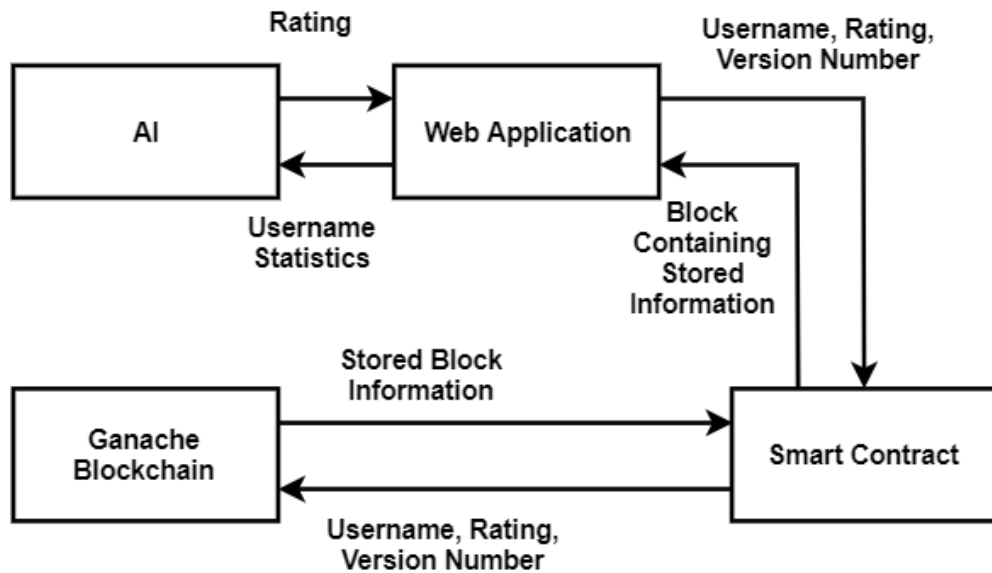 Rating
Username, Rating,
Version Number
AI
Web Application
Username
Statistics
Block
Containing
Stored
Information
Stored Block
Information
Ganache
Blockchain
Smart Contract
Username, Rating,
Version Number